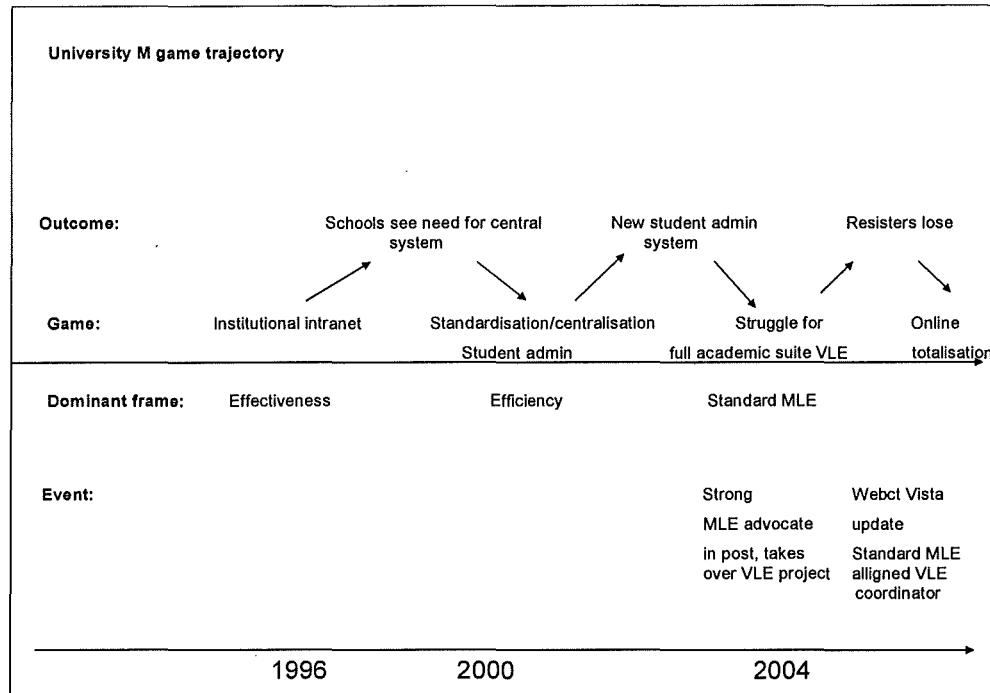 University M game trajectory
Outcome:
Schools see need for central
system
New student admin
system
Resisters lose
Game:
Institutional intranet
Standardisation/centralisation
Student admin
Struggle for
full academic suite VLE
Online
totalisation
Dominant frame:
Effectiveness
Efficiency
Standard MLE
Event:
Strong
MLE advocate
in post, takes
over VLE project
Webct Vista
update
Standard MLE
alligned VLE
coordinator
1996
2000
2004